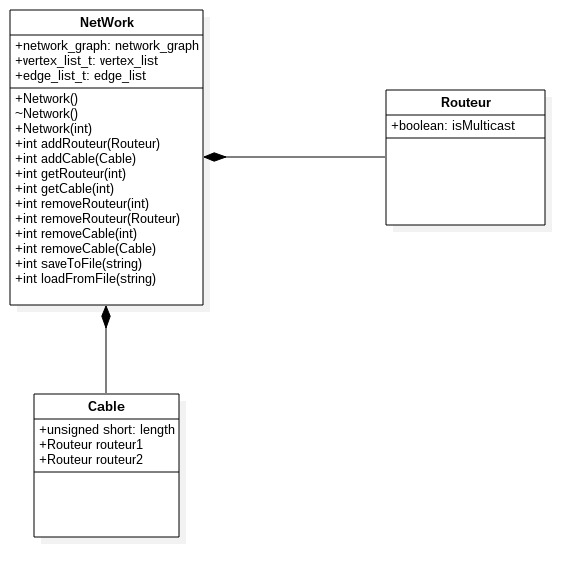 NetWork
+network_graph: network_graph
+vertex_list_t: vertex_list
+edge_list_t: edge_list
+Network()
~Network()
+Network(int)
+int addRouteur(Routeur)
+int addCable(Cable)
+int getRouteur(int)
+int getCable(int)
+int removeRouteur(int)
+int removeRouteur(Routeur)
+int removeCable(int)
+int removeCable(Cable)
+int saveToFile(string)
+int loadFromFile(string)
Routeur
+boolean: isMulticast
Cable
+unsigned short: length
+Routeur routeur1
+Routeur routeur2